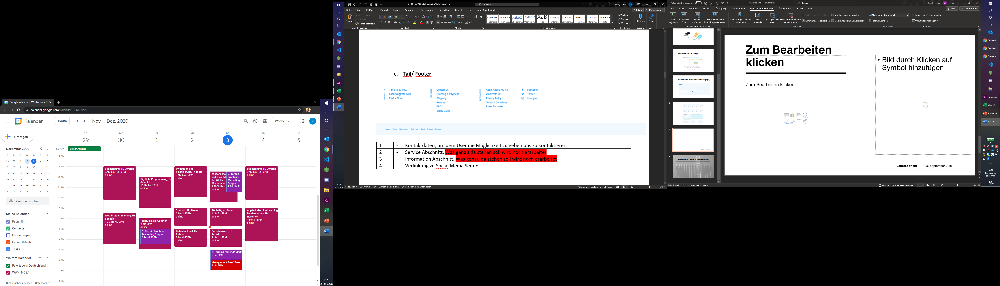 Google Kalender - Woche vom 2
calendar.google.com/calendar/u/1/r/week
Kalender
Heute
Nov. – Dez. 2020
Woche
F
Eintragen
SO
MO
DI
MI
DO
FR
SA
29
30
1
2
3
4
5
GMT+01
Erster Advent
Dezember 2020
S M D M D F S
29 30 1 2 3 4 5
6 7 8 9 10 11 12
13 14 15 16 17 18 19
20 21 22 23 24 25 26
27 28 29 30 31 1 2
3 4 5 6 7 8 9
Personen suchen
Meine Kalender
Fabianlll
Contacts
Erinnerungen
Fabian Urlaub
Tasks
Weitere Kalender
Feiertage in Deutschland
WWI-19-DSA
Nutzungsbedingungen – Datenschutz
8 AM
9 AM
10 AM
11 AM
12 PM
1 PM
2 PM
3 PM
4 PM
5 PM
6 PM
7 PM
8 PM
Bilanzierung, Fr. Corsten
9AM bis 12:15PM
online
Web-Programmierung, Hr.
Spengler
1:30 bis 4:30PM
online
Big Data Programming, Fr.
Schmidt
10AM bis 1PM
online
Fallstudie, Hr. Günther
2 bis 5PM
online
1. Termin Frontend/
Marketing Gruppe
3 bis 4:30PM
Investition und
Finanzierung, Fr. Blatt
9AM bis 12PM
online
Statistik, Hr. Bauer
1 bis 2:45PM
online
Datenbanken I, Hr.
Rutesic
3 bis 4:45PM
online
Wissenscha
und wiss. M
der WI, Hr.
Wiedemann
9:30AM bis
online
2. Termin
Frontend/
Marketing
Gruppe
9:30 bis 11:3
Statistik, Hr. Bauer
1 bis 2:45PM
online
Datenbanken I, Hr.
Rutesic
3 bis 4:45PM
online
2. Termin Frontend/ Marke
5 bis 6PM
Management Peer2Peer
6 bis 7PM
Bilanzierung, Fr. Corsten
9AM bis 12:15PM
online
Applied Machine Learning
Fundamentals, Hr.
Härterich
1 bis 4:15PM
online
14:51
03.12.2020
01.12.20 - T_LF - Leitfaden für Website.docx
Suchen
Creutz, Fabian
CF
Datei Start Einfügen Entwurf Layout Referenzen Sendungen Überprüfen Ansicht Hilfe Neue Registerkarte
Teilen
Kommentare
Einfügen
Ausschneiden
Kopieren
Format übertragen
Zwischenablage
Calibri (Textk
11
Schriftart
Absatz
Formatvorlagen
Suchen
Ersetzen
Markieren
Bearbeiten
Diktieren
Sprache
Editor
Editor
c. Tail/ Footer
CONTACT US
+44 345 678 903
adobexd@mail.com
Find a Store
SERVICES
Contact Us
Ordering & Payment
Shipping
Returns
FAQ
Sizing Guide
INFORMATION
About Adobe XD Kit
Work With US
Privacy Policy
Terms & Conditions
Press Enquiries
Facebook
Twitter
Instagram
About Press Developers Channels Sport Culture Privacy
1 - Kontaktdaten, um dem User die Möglichkeit zu geben uns zu kontaktieren
2 - Service Abschnitt. Was genau da stehen soll wird noch erarbeitet
3 - Information Abschnitt. Was genau da stehen soll wird noch erarbeitet
4 - Verlinkung zu Social Media Seiten
14:51
03.12.2020
Seite 3 von 9 891 Wörter Deutsch (Deutschland) Barrierefreiheit: Untersuchen
Anzeigeeinstellungen Fokus 210 %
Automatisches Speichern
Präsentation1 - PowerPoint
Suchen
Creutz, Fabian
CF
Datei Start Einfügen Entwurf Übergänge Animationen Bildschirmpräsentation Überprüfen Ansicht Hilfe
Teilen
Kommentare
Von
Beginn an
Ab aktueller
Folie
Online
vorführen
Benutzerdefinierte
Bildschirmpräsentation
Bildschirmpräsentation starten
Bildschirmpräsentation
einrichten
Folie
ausblenden
Anzeigedauern
testen
Bildschirmpräsentation
aufzeichnen
Anzeigedauern verwenden
Kommentare wiedergeben
Mediensteuerelemente anzeigen
Einrichten
Bildschirm: Automatisch
Referentenansicht
Bildschirme
Immer Untertitel verwenden
Untertiteleinstellungen
Untertitel
4
1. Logo und Farbkonzept
5
2. Entworfene Wireframes (Homepage)
6
7
8
Vielen Dank für eure Aufmerksamkeit !
Zum Bearbeiten
klicken
Zum Bearbeiten klicken
• Bild durch Klicken auf
Symbol hinzufügen
Jahresbericht 3. September 20xx 7
Folie 7 von 8 Deutsch (Deutschland)
Notizen Anzeigeeinstellungen 113 %
Online-V...
Geschenk...
Google K...
Homepa...
Mappe1 -...
Präsentati...
01.12.20 -...
98%
DEU
14:51
Donnerstag
03.12.2020